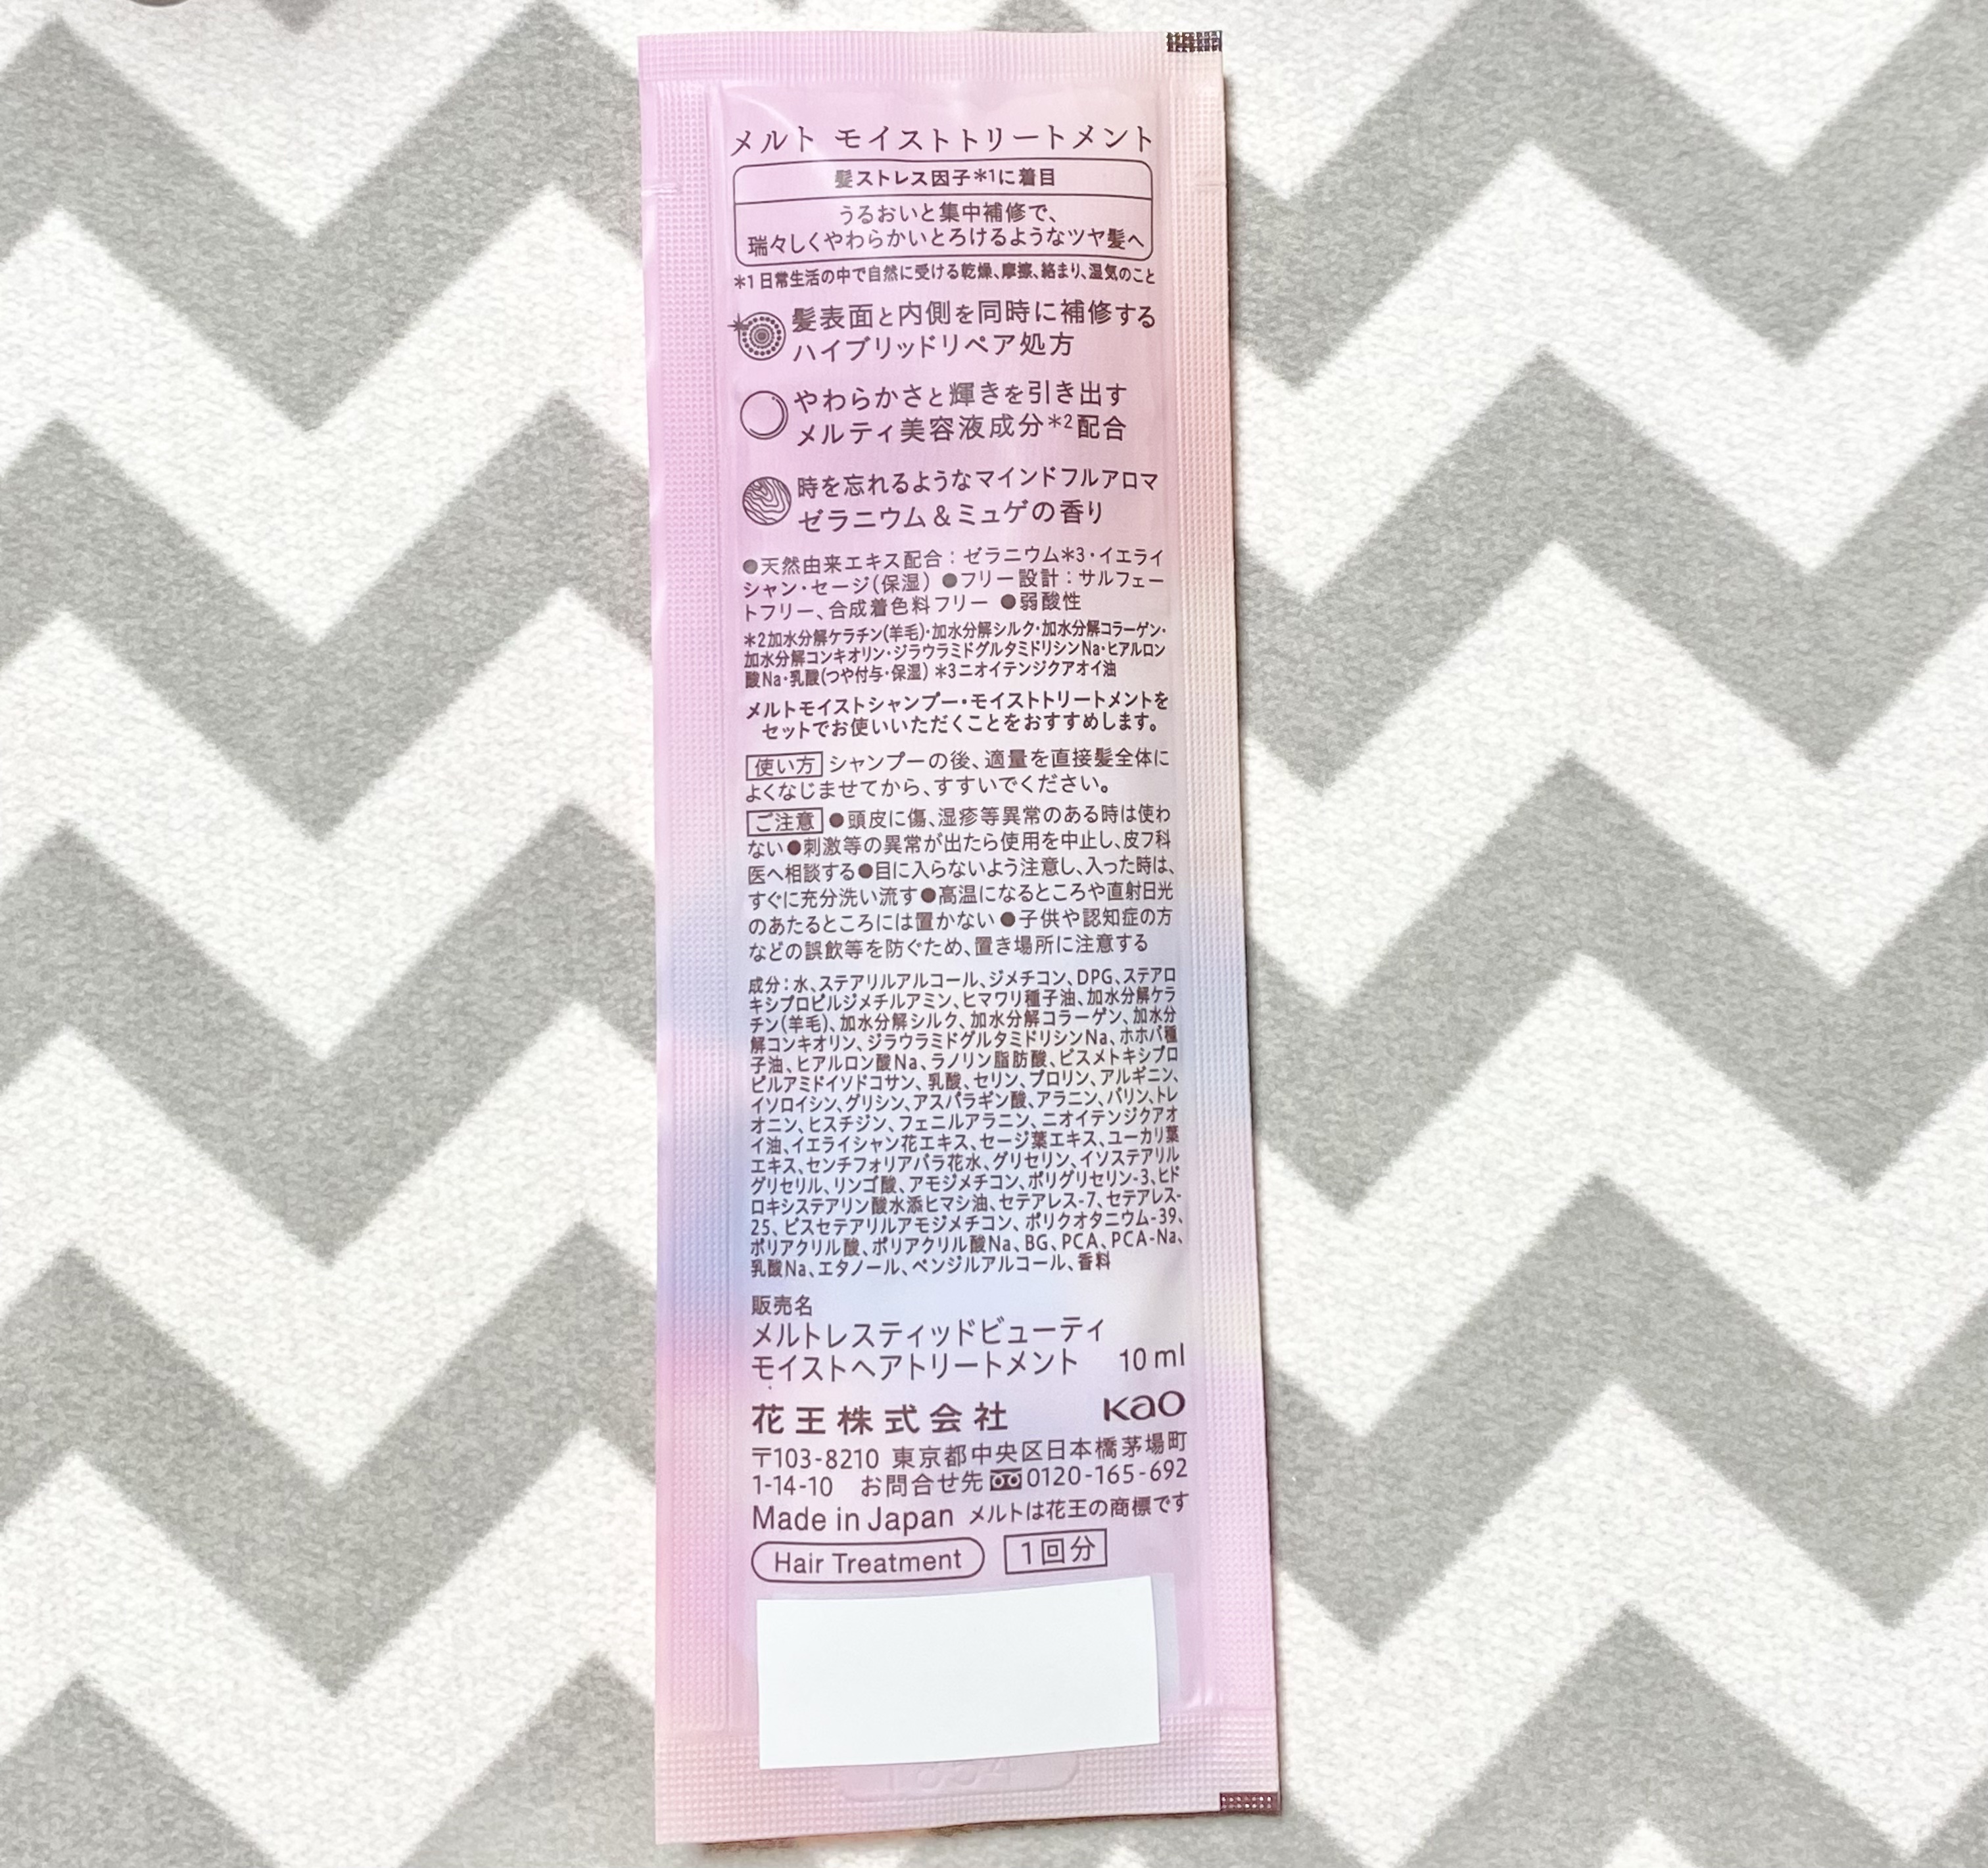 メルト モイストトリートメント
髪ストレス因子*1に着目
うるおいと集中補修で、
瑞々しくやわらかいとろけるようなツヤ髪へ
*1 日常生活の中で自然に受ける乾燥、摩擦、絡まり、湿気のこと
髪表面と内側を同時に補修する
ハイブリッドリペア処方
やわらかさと輝きを引き出す
メルティ美容液成分*2配合
時を忘れるようなマインドフルアロマ
ゼラニウム&ミュゲの香り
●天然由来エキス配合:ゼラニウム*3・イエライ
シャン・セージ(保湿) ●フリー設計:サルフェー
トフリー、合成着色料フリー ●弱酸性
*2加水分解ケラチン(羊毛)・加水分解シルク・加水分解コラーゲン・
加水分解コンキオリン・ジラウラミドグルタミドリシンNa・ヒアルロン
酸Na・乳酸(つや付与・保湿) *3ニオイテンジクアオイ油
メルトモイストシャンプー・モイストトリートメントを
セットでお使いいただくことをおすすめします。
使い方 シャンプーの後、適量を直接髪全体に
よくなじませてから、すすいでください。
ご注意 ●頭皮に傷、湿疹等異常のある時は使わ
ない●刺激等の異常が出たら使用を中止し、皮フ科
医へ相談する●目に入らないよう注意し、入った時は、
すぐに充分洗い流す●高温になるところや直射日光
のあたるところには置かない●子供や認知症の方
などの誤飲等を防ぐため、置き場所に注意する
成分:水、ステアリルアルコール、ジメチコン、DPG、ステアロ
キシプロピルジメチルアミン、ヒマワリ種子油、加水分解ケラ
チン(羊毛)、加水分解シルク、加水分解コラーゲン、加水分
解コンキオリン、ジラウラミドグルタミドリシンNa、ホホバ種
子油、ヒアルロン酸Na、ラノリン脂肪酸、ビスメトキシプロ
ピルアミドイソドコサン、乳酸、セリン、プロリン、アルギニン、
イソロイシン、グリシン、アスパラギン酸、アラニン、バリン、トレ
オニン、ヒスチジン、フェニルアラニン、ニオイテンジクアオ
イ油、イエライシャン花エキス、セージ葉エキス、ユーカリ葉
エキス、センチフォリアバラ花水、グリセリン、イソステアリル
グリセリル、リンゴ酸、アモジメチコン、ポリグリセリン-3、ヒド
ロキシステアリン酸水添ヒマシ油、セテアレス-7、セテアレス-
25、ビスセテアリルアモジメチコン、ポリクオタニウム-39、
ポリアクリル酸、ポリアクリル酸Na、BG、PCA、PCA-Na、
乳酸Na、エタノール、ベンジルアルコール、香料
販売名
メルトレスティッドビューティ
モイストヘアトリートメント 10 ml
花王株式会社 Kao
〒103-8210 東京都中央区日本橋茅場町
1-14-10 お問合せ先 0120-165-692
Made in Japan メルトは花王の商標です
Hair Treatment 1回分